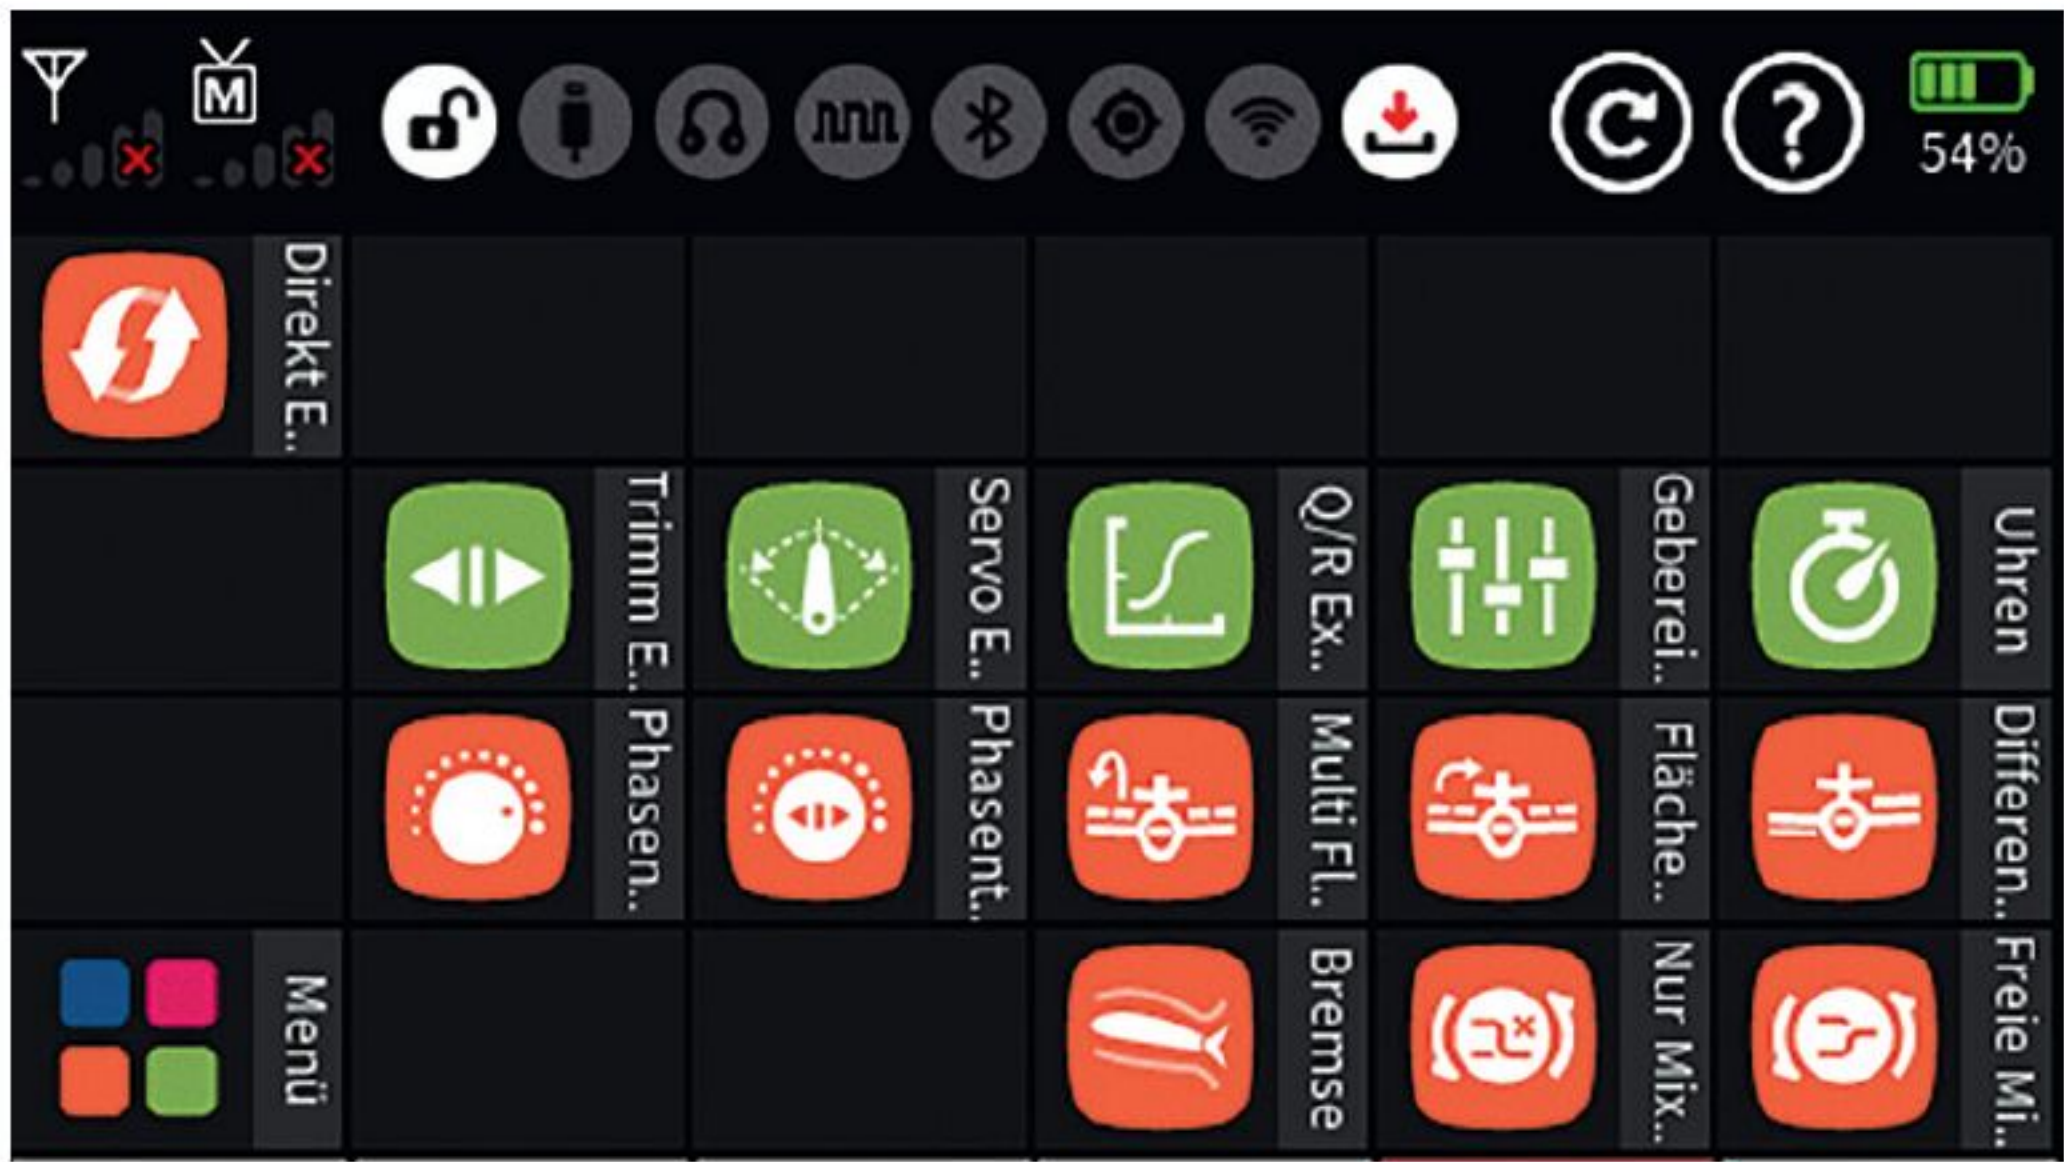 M
?
54%
Direkt E..
Trimm E..
Servo E..
Q/R Ex..
Geberei..
Uhren
Phasen..
Phasent..
Multi Fl..
Fläche..
Differen..
Menü
Bremse
Nur Mix..
Freie Mi..